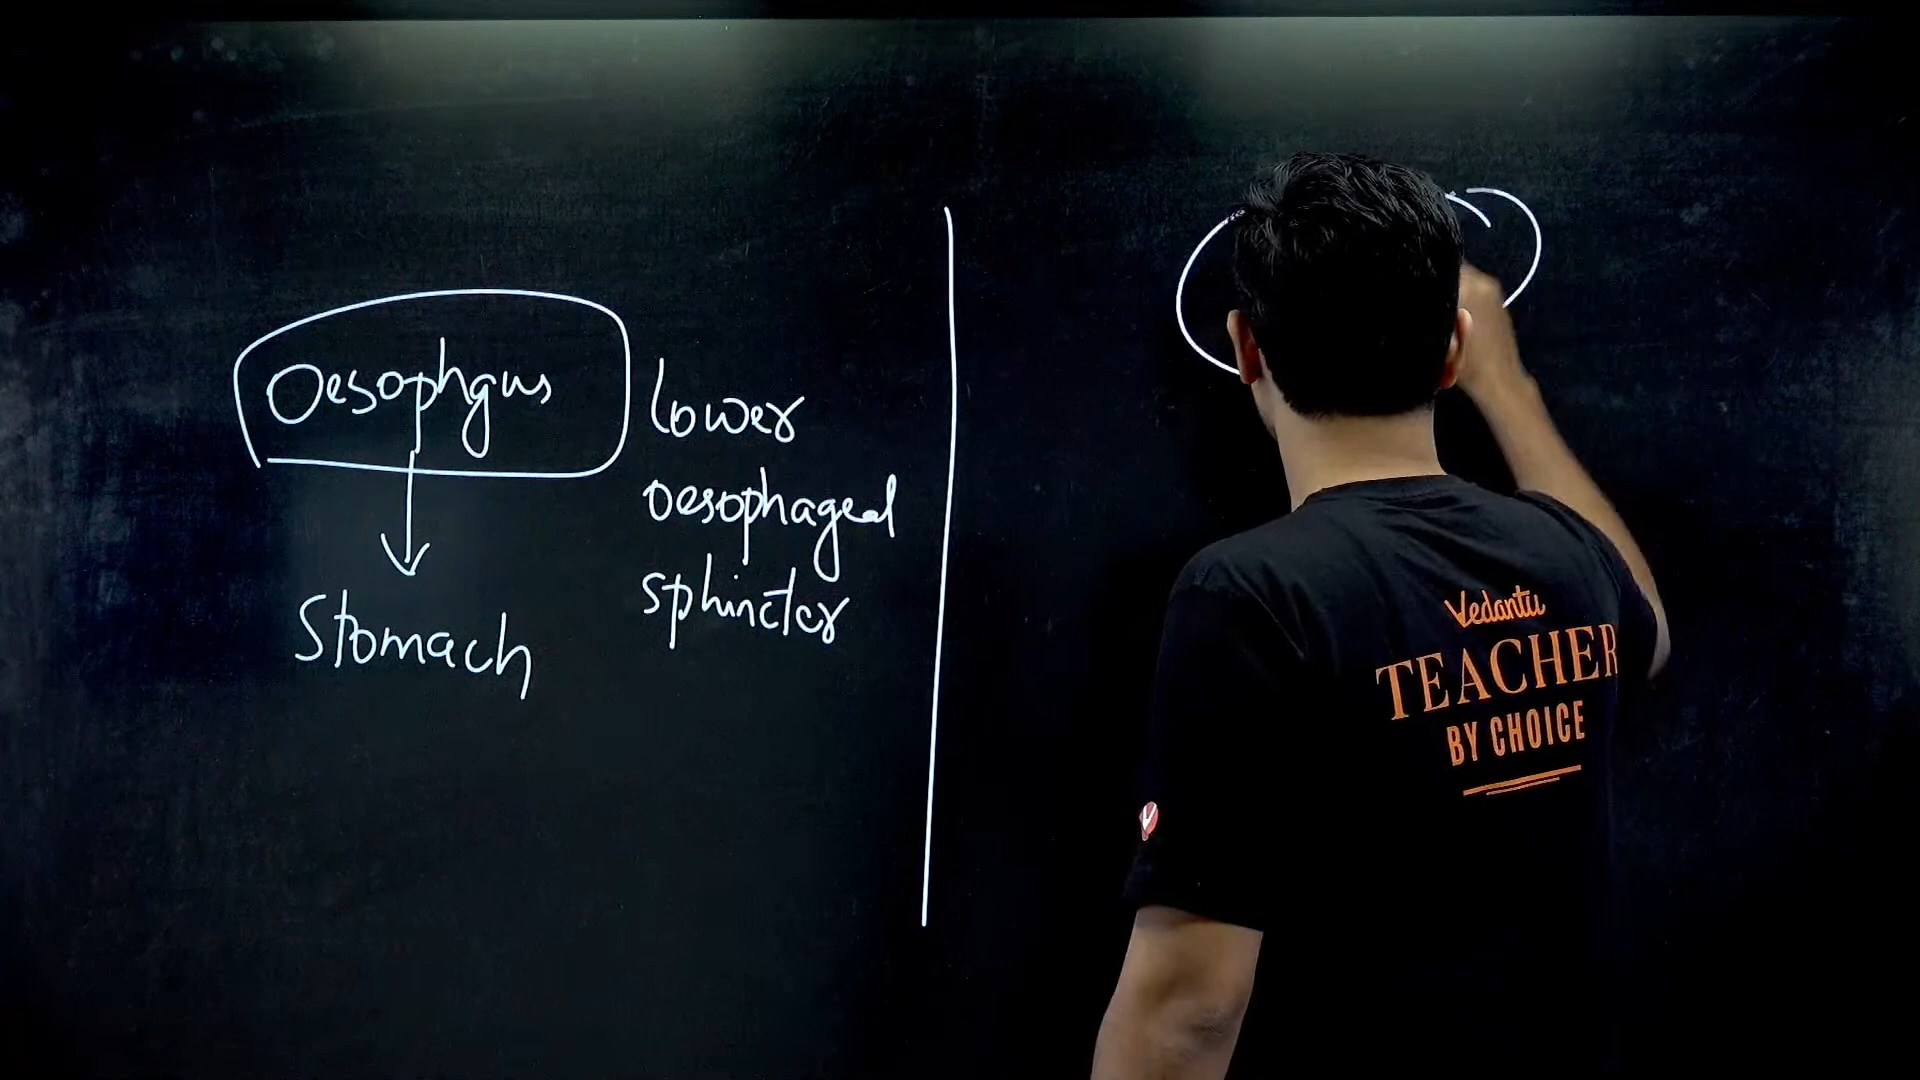 Oesophgus
lower
oesophageal
sphincter
Stomach
Vedantu
TEACHER
BY CHOICE